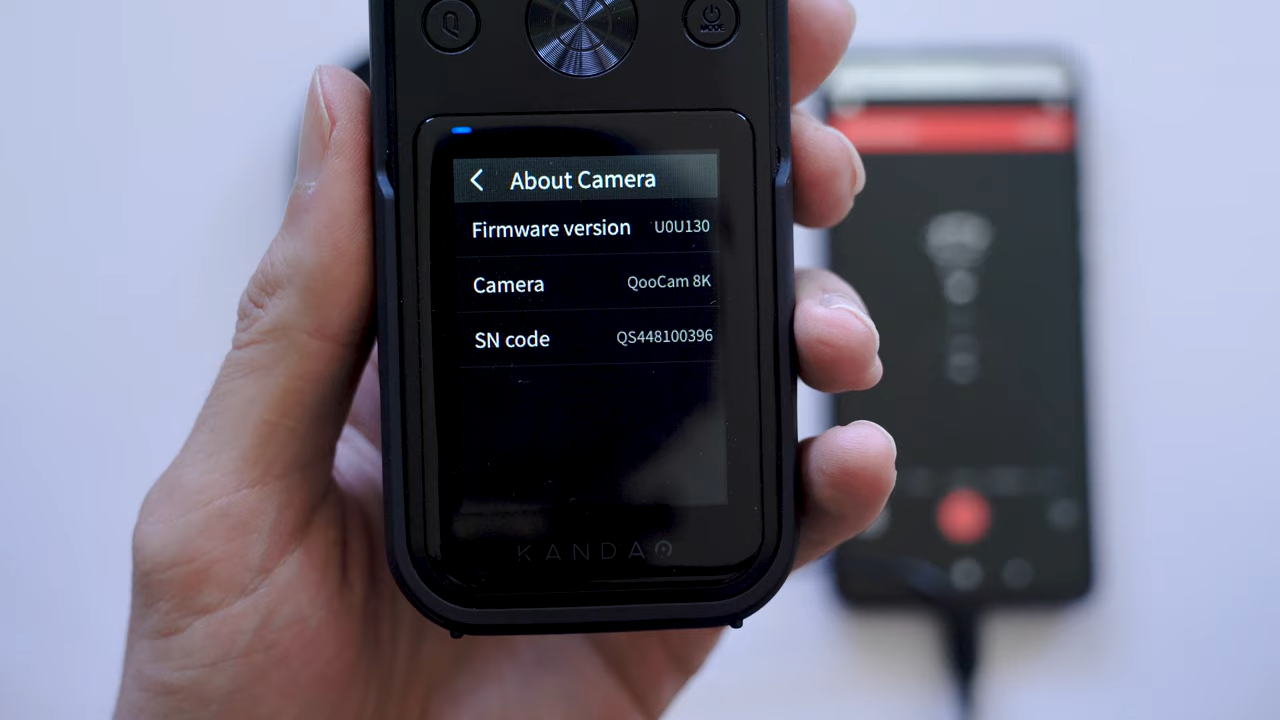 MODE
About Camera
Firmware version U0U130
Camera QooCam 8K
SN code QS448100396
KANDAO